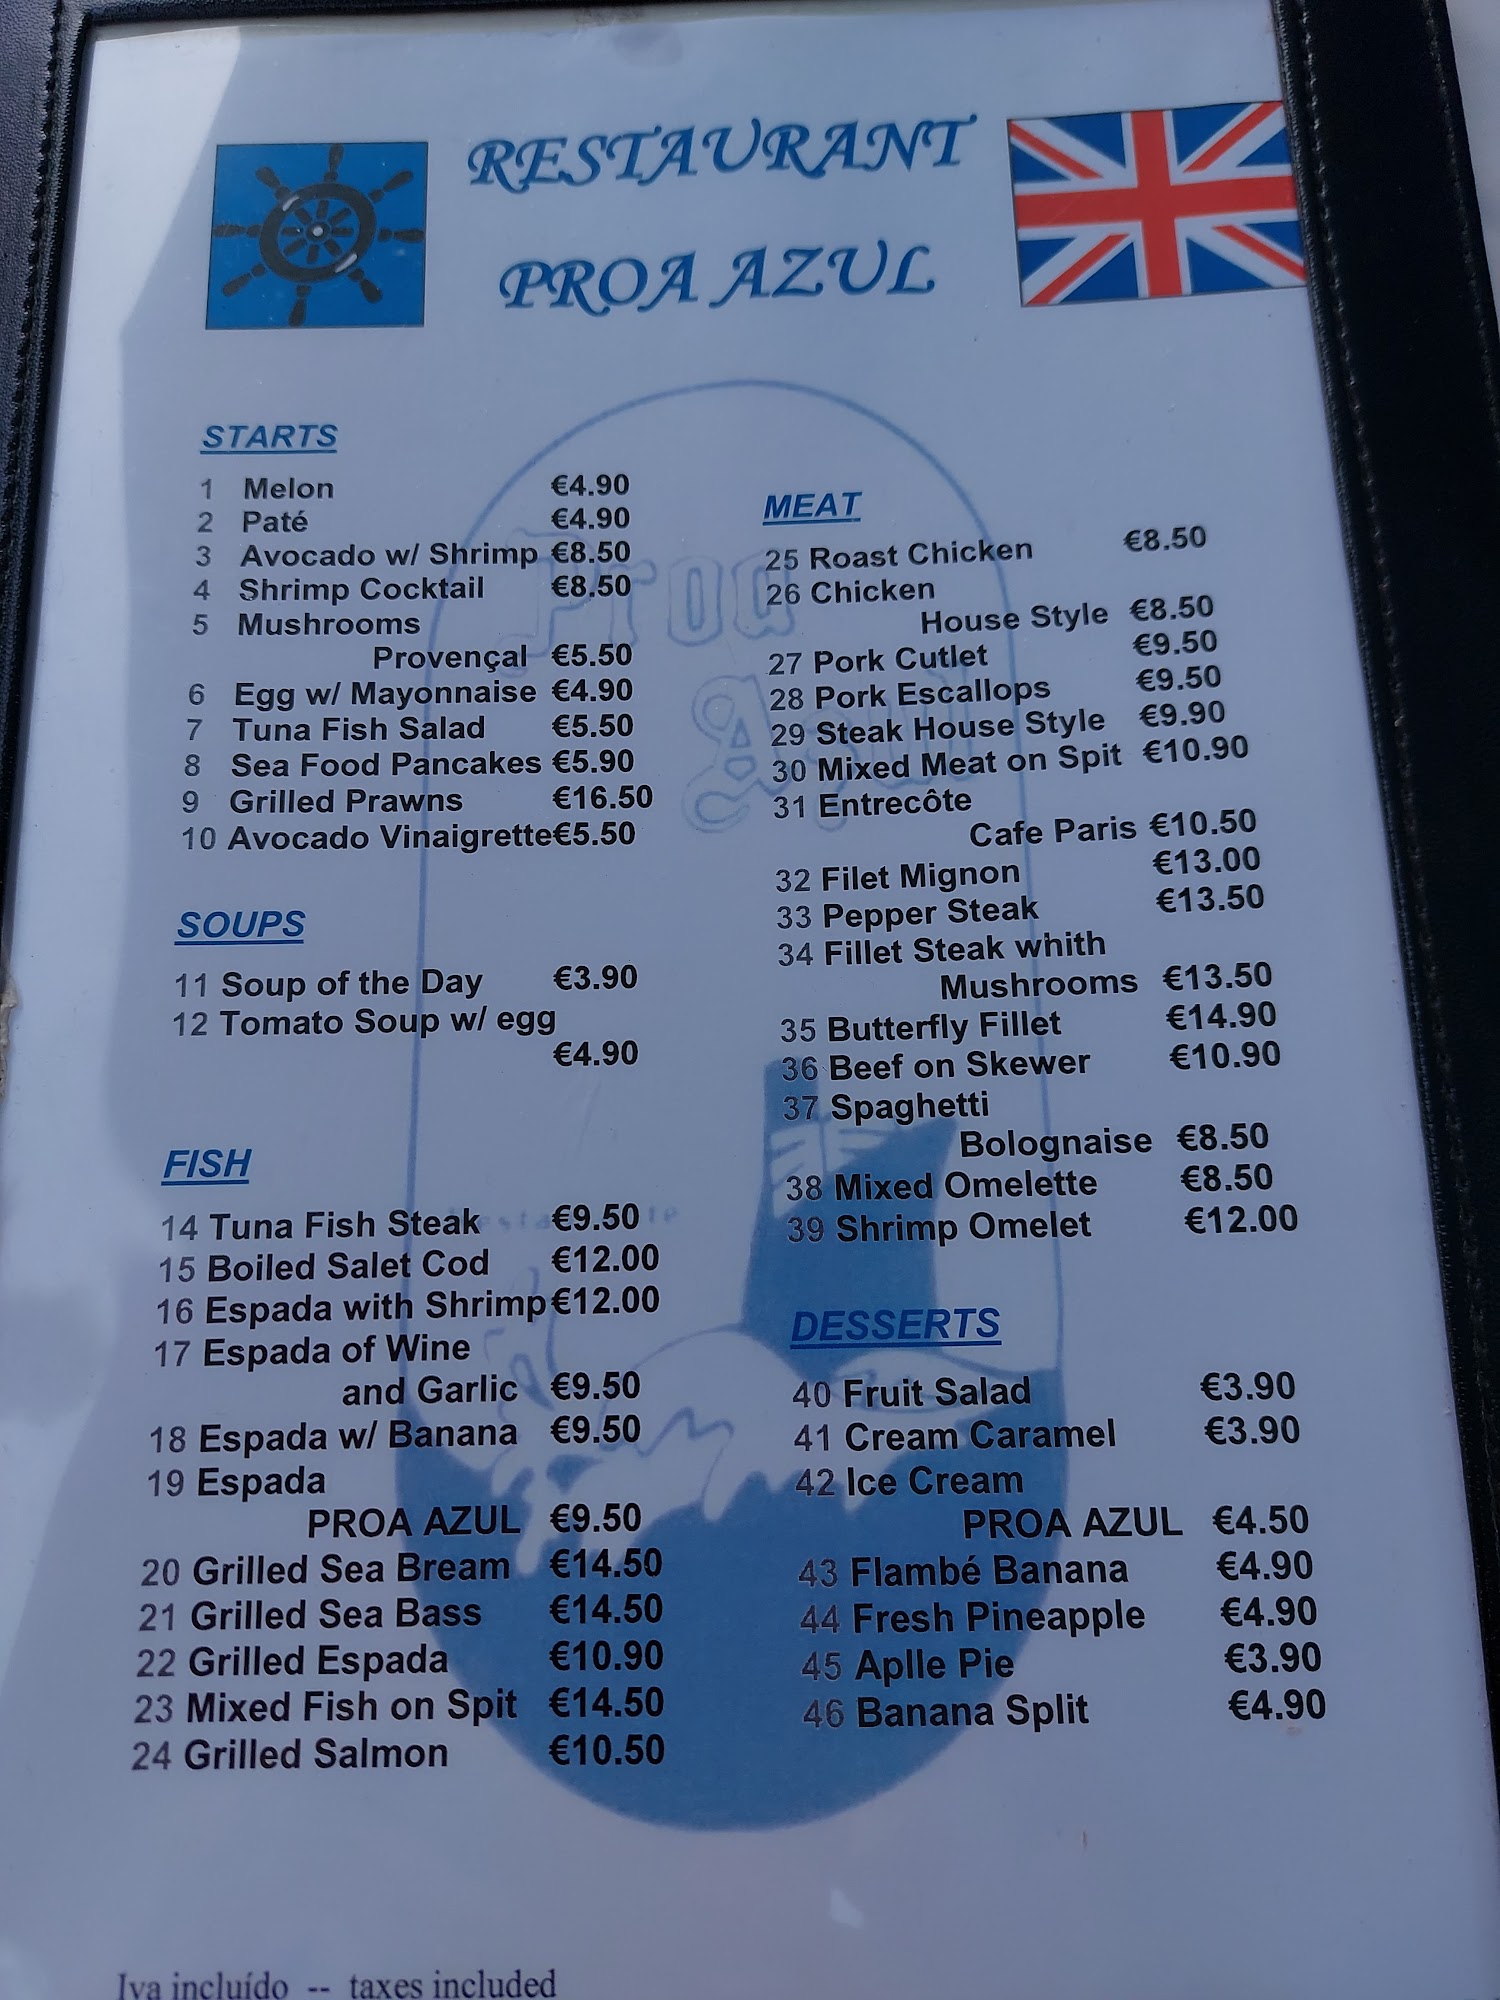 RESTAURANT
PROA AZUL
STARTS
1 Melon €4.90
2 Paté €4.90
3 Avocado w/ Shrimp €8.50
4 Shrimp Cocktail €8.50
5 Mushrooms
Provençal €5.50
6 Egg w/ Mayonnaise €4.90
7 Tuna Fish Salad €5.50
8 Sea Food Pancakes €5.90
9 Grilled Prawns €16.50
10 Avocado Vinaigrette€5.50
SOUPS
11 Soup of the Day €3.90
12 Tomato Soup w/ egg
€4.90
FISH
14 Tuna Fish Steak €9.50
15 Boiled Salet Cod €12.00
16 Espada with Shrimp €12.00
17 Espada of Wine
and Garlic €9.50
18 Espada w/ Banana €9.50
19 Espada
PROA AZUL €9.50
20 Grilled Sea Bream €14.50
21 Grilled Sea Bass €14.50
22 Grilled Espada €10.90
23 Mixed Fish on Spit €14.50
24 Grilled Salmon €10.50
MEAT
25 Roast Chicken €8.50
26 Chicken
House Style €8.50
27 Pork Cutlet €9.50
28 Pork Escallops €9.50
29 Steak House Style €9.90
30 Mixed Meat on Spit €10.90
31 Entrecôte
Cafe Paris €10.50
32 Filet Mignon €13.00
33 Pepper Steak €13.50
34 Fillet Steak whith
Mushrooms €13.50
35 Butterfly Fillet €14.90
36 Beef on Skewer €10.90
37 Spaghetti
Bolognaise €8.50
38 Mixed Omelette €8.50
39 Shrimp Omelet €12.00
DESSERTS
40 Fruit Salad €3.90
41 Cream Caramel €3.90
42 Ice Cream
PROA AZUL €4.50
43 Flambé Banana €4.90
44 Fresh Pineapple €4.90
45 Aplle Pie €3.90
46 Banana Split €4.90
Proa
Azul
Iva incluído -- taxes included